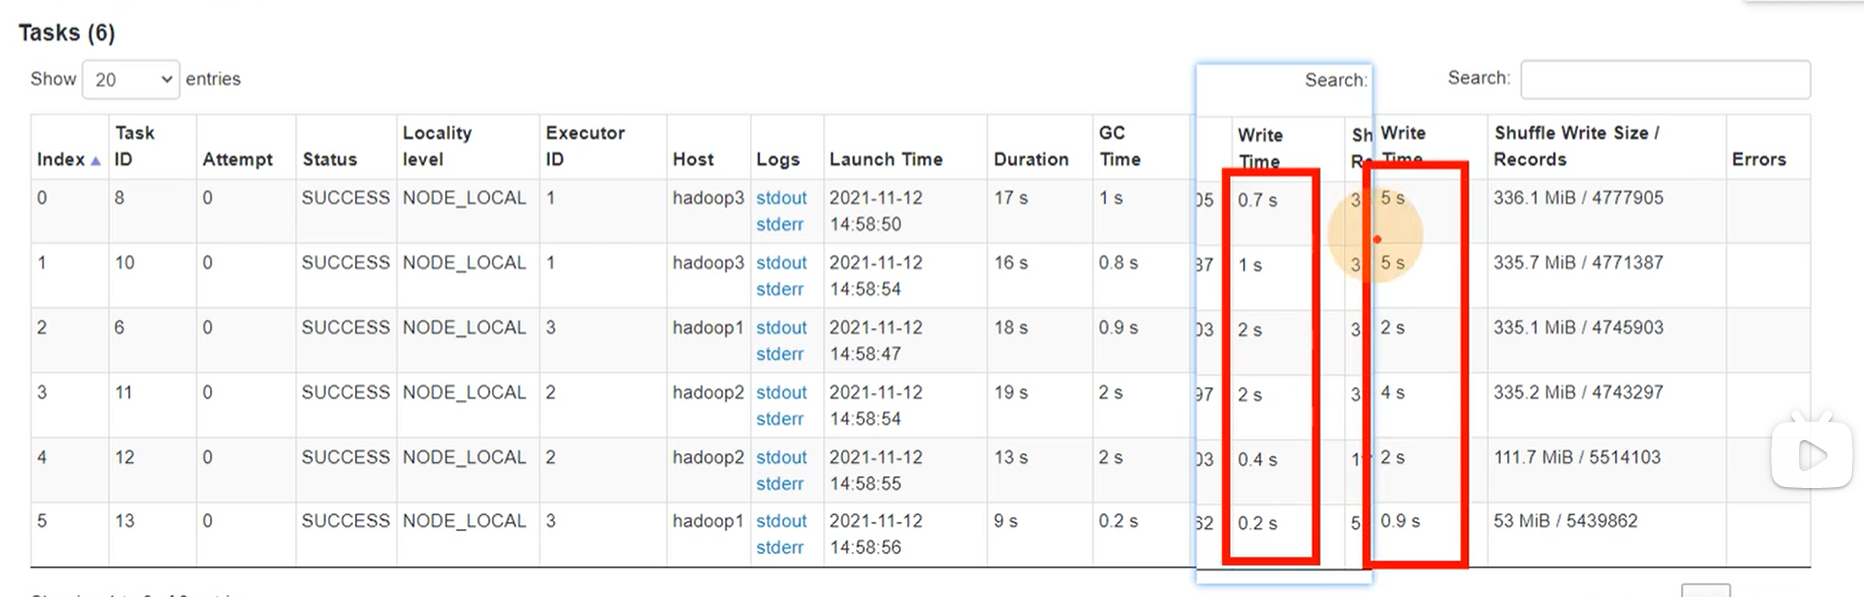 Tasks (6)
Show 20 entries
Search:
Search:
Index Task ID Attempt Status Locality level Executor ID Host Logs Launch Time Duration GC Time Write Time Sh Write Time Shuffle Write Size / Records Errors
0 8 0 SUCCESS NODE_LOCAL 1 hadoop3 stdout 2021-11-12 17 s 1 s 05 0.7 s 3 5 s 336.1 MiB / 4777905
stderr 14:58:50
1 10 0 SUCCESS NODE_LOCAL 1 hadoop3 stdout 2021-11-12 16 s 0.8 s 37 1 s 3 5 s 335.7 MiB / 4771387
stderr 14:58:54
2 6 0 SUCCESS NODE_LOCAL 3 hadoop1 stdout 2021-11-12 18 s 0.9 s 03 2 s 3 2 s 335.1 MiB / 4745903
stderr 14:58:47
3 11 0 SUCCESS NODE_LOCAL 2 hadoop2 stdout 2021-11-12 19 s 2 s 97 2 s 3 4 s 335.2 MiB / 4743297
stderr 14:58:54
4 12 0 SUCCESS NODE_LOCAL 2 hadoop2 stdout 2021-11-12 13 s 2 s 03 0.4 s 1 2 s 111.7 MiB / 5514103
stderr 14:58:55
5 13 0 SUCCESS NODE_LOCAL 3 hadoop1 stdout 2021-11-12 9 s 0.2 s 62 0.2 s 5 0.9 s 53 MiB / 5439862
stderr 14:58:56